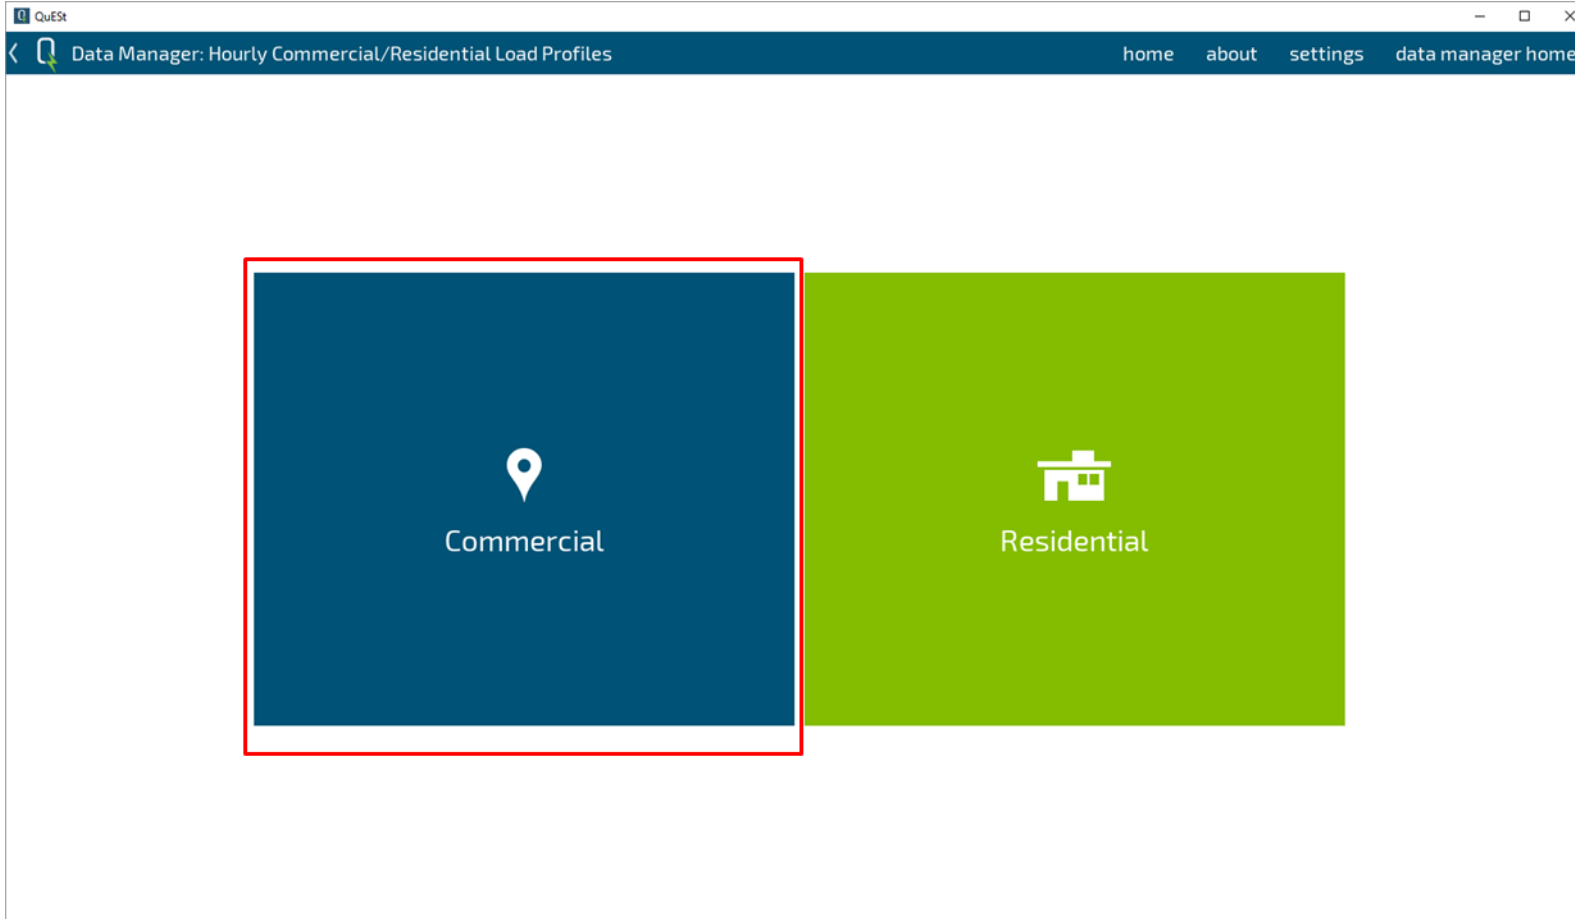 QuESt
Data Manager: Hourly Commercial/Residential Load Profiles home about settings data manager home
Commercial Residential